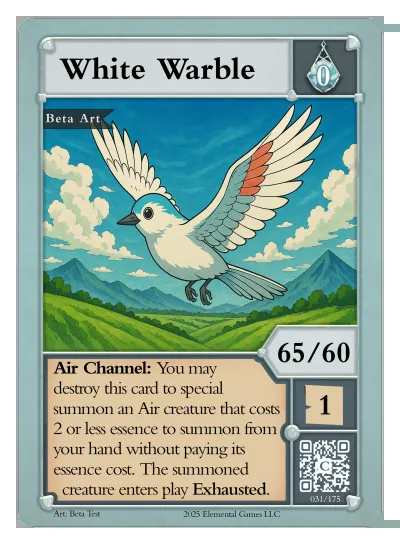 White Warble
0
Beta Art
65/60
Air Channel: You may
destroy this card to special
summon an Air creature that costs
2 or less essence to summon from
your hand without paying its
essence cost. The summoned
creature enters play Exhausted.
1
C
031/175
Art: Beta Test
2025 Elemental Games LLC